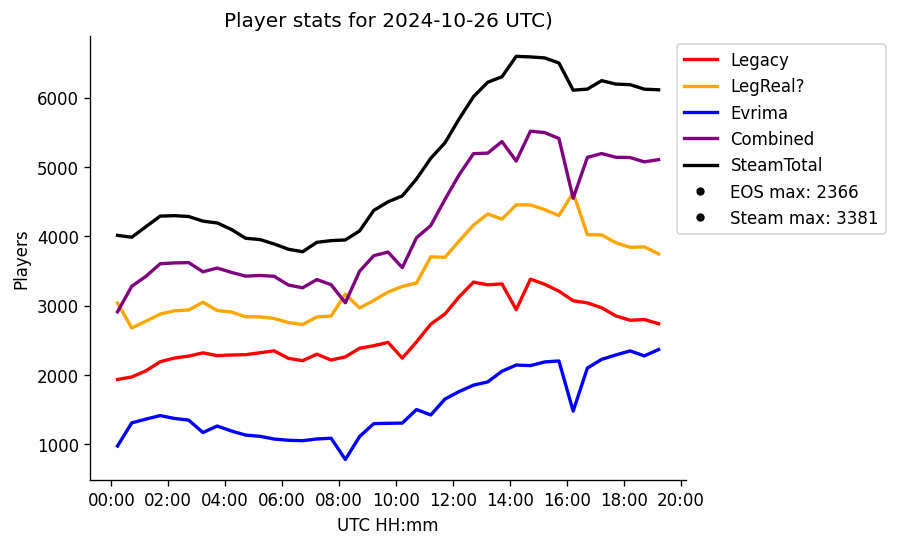 Player stats for 2024-10-26 UTC)
Legacy
LegReal?
Evrima
Combined
SteamTotal
EOS max: 2366
Steam max: 3381
Players
6000
5000
4000
3000
2000
1000
00:00 02:00 04:00 06:00 08:00 10:00 12:00 14:00 16:00 18:00 20:00
UTC HH:mm